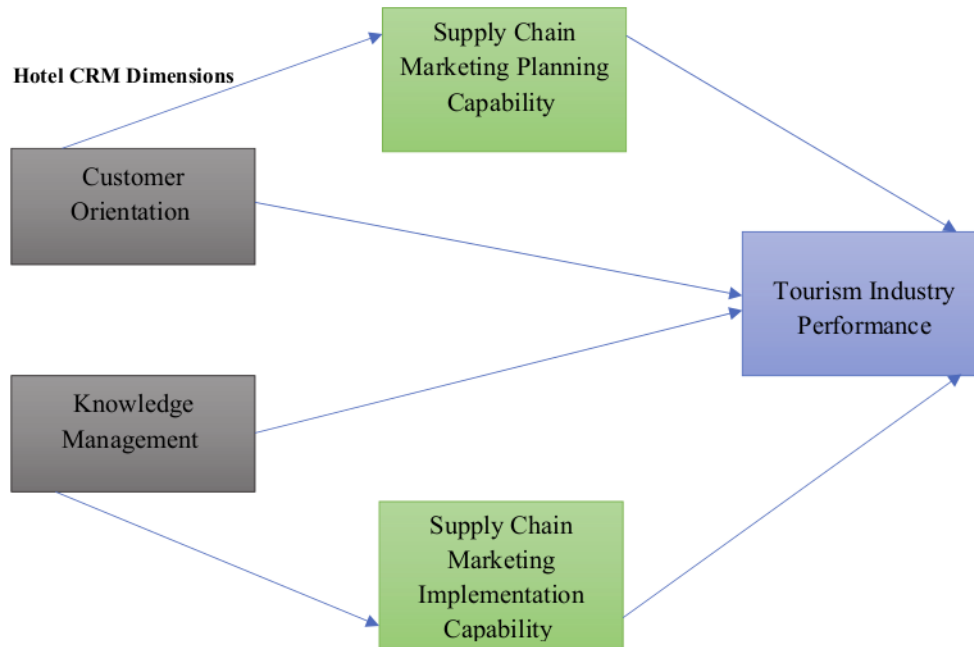 Supply Chain
Marketing Planning
Capability
Hotel CRM Dimensions
Customer
Orientation
Tourism Industry
Performance
Knowledge
Management
Supply Chain
Marketing
Implementation
Capability